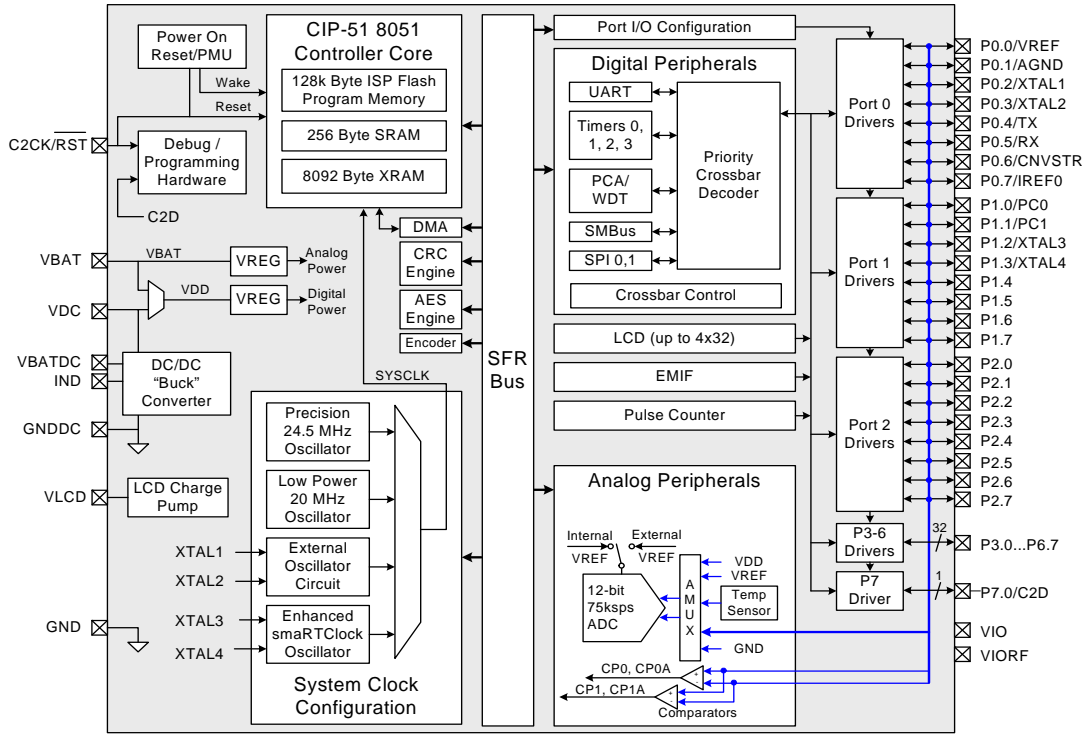 Power On
Reset/PMU
Wake
Reset
C2CK/RST
Debug /
Programming
Hardware
C2D
VBAT
VBAT
VREG
Analog
Power
VDD
VREG
Digital
Power
VDC
VBATDC
IND
DC/DC
“Buck”
Converter
GNDDC
VLCD
LCD Charge
Pump
XTAL1
XTAL2
XTAL3
XTAL4
GND
CIP-51 8051
Controller Core
128k Byte ISP Flash
Program Memory
256 Byte SRAM
8092 Byte XRAM
DMA
CRC
Engine
AES
Engine
Encoder
SYSCLK
Precision
24.5 MHz
Oscillator
Low Power
20 MHz
Oscillator
External
Oscillator
Circuit
Enhanced
smaRTClock
Oscillator
System Clock
Configuration
SFR
Bus
Port I/O Configuration
Digital Peripherals
UART
Timers 0,
1, 2, 3
PCA/
WDT
SMBus
SPI 0,1
Priority
Crossbar
Decoder
Crossbar Control
LCD (up to 4x32)
EMIF
Pulse Counter
Analog Peripherals
Internal
VREF
External
VREF
12-bit
75ksps
ADC
A
M
U
X
VDD
VREF
Temp
Sensor
GND
CP0, CP0A
+
-
CP1, CP1A
+
-
Comparators
Port 0
Drivers
Port 1
Drivers
Port 2
Drivers
P3-6
Drivers
P7
Driver
32
1
P0.0/VREF
P0.1/AGND
P0.2/XTAL1
P0.3/XTAL2
P0.4/TX
P0.5/RX
P0.6/CNVSTR
P0.7/IREF0
P1.0/PC0
P1.1/PC1
P1.2/XTAL3
P1.3/XTAL4
P1.4
P1.5
P1.6
P1.7
P2.0
P2.1
P2.2
P2.3
P2.4
P2.5
P2.6
P2.7
P3.0...P6.7
P7.0/C2D
VIO
VIORF